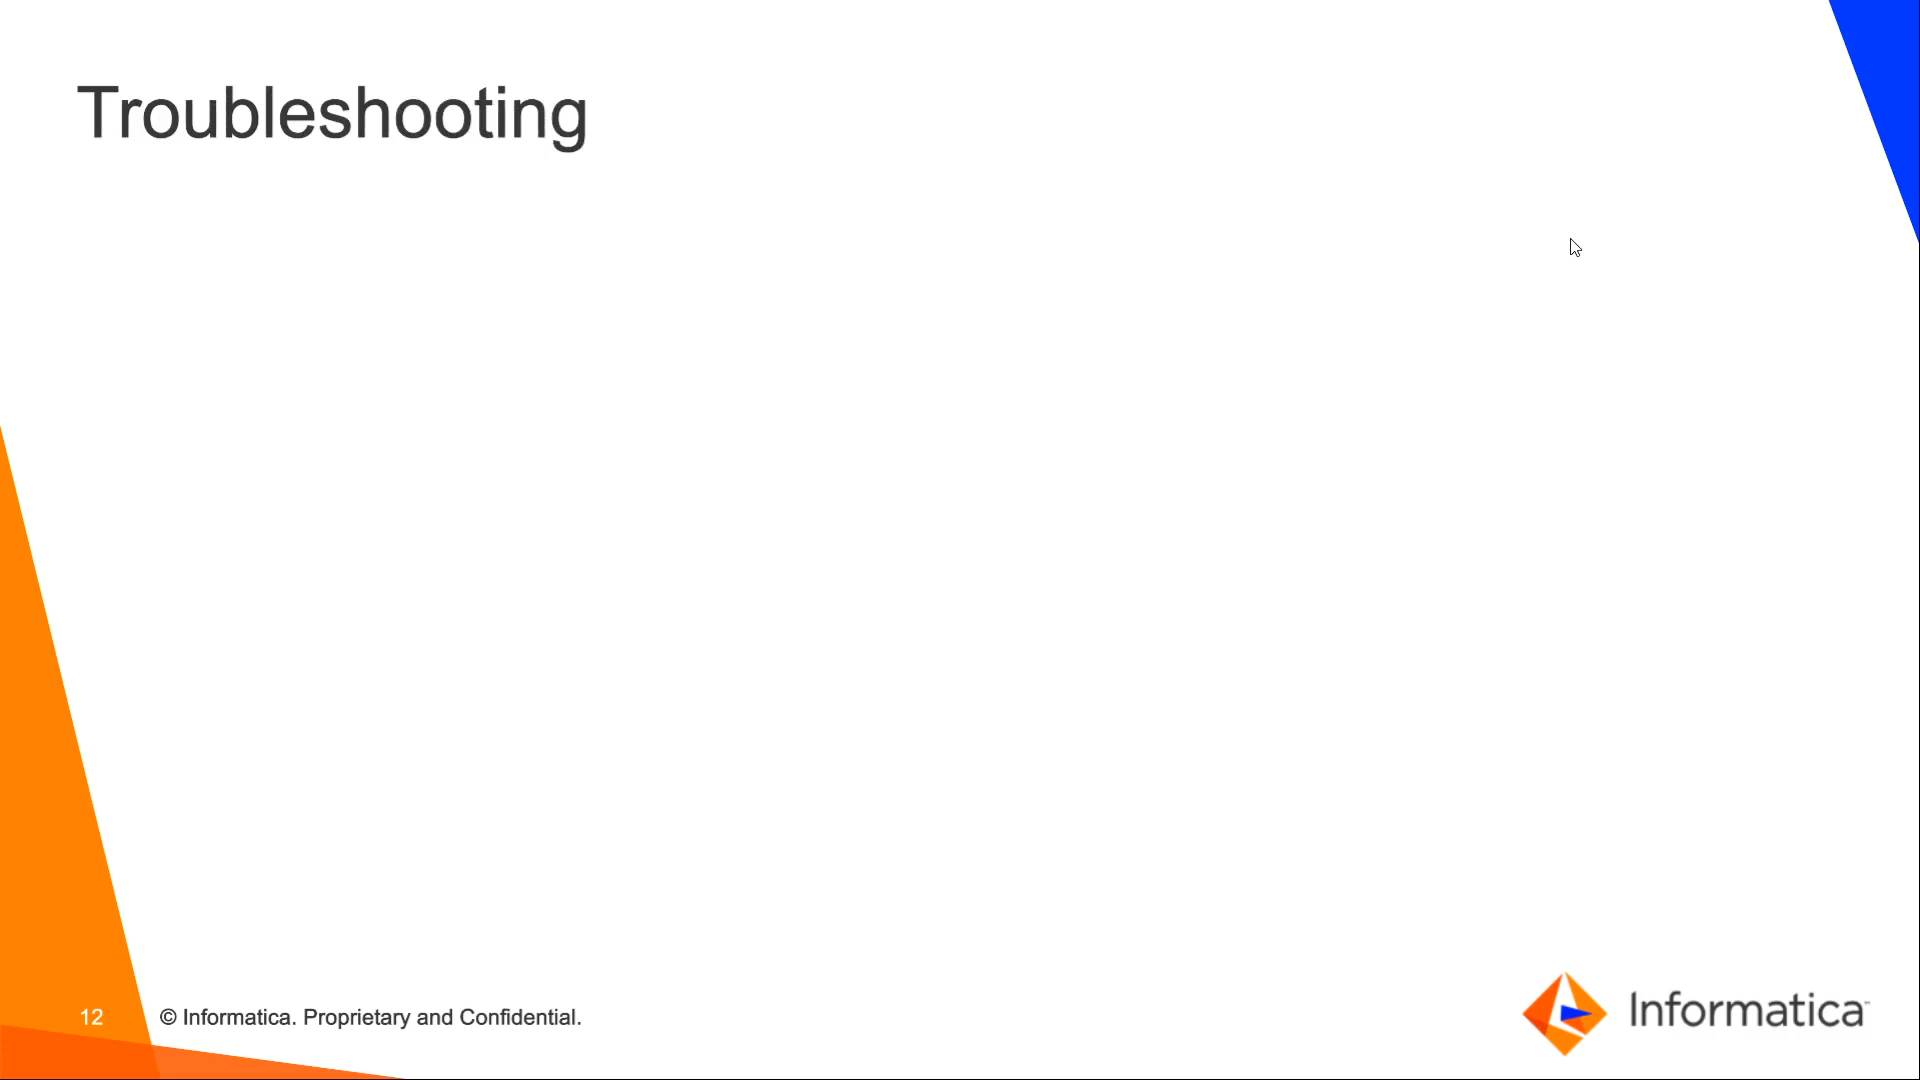 Troubleshooting
12
© Informatica. Proprietary and Confidential.
Informatica